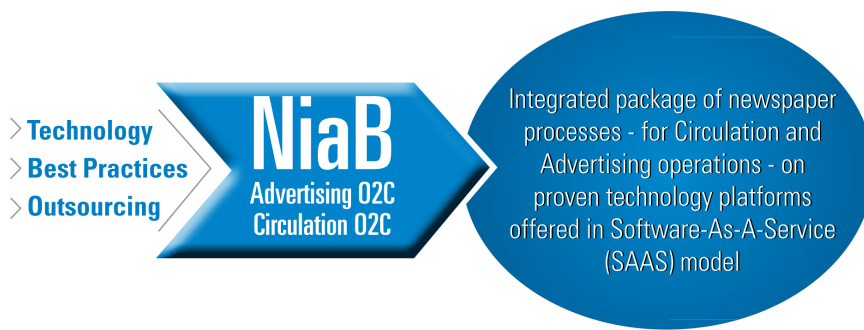 Technology
Best Practices
Outsourcing
NiaB
Advertising O2C
Circulation O2C
Integrated package of newspaper
processes - for Circulation and
Advertising operations - on
proven technology platforms
offered in Software-As-A-Service
(SAAS) model